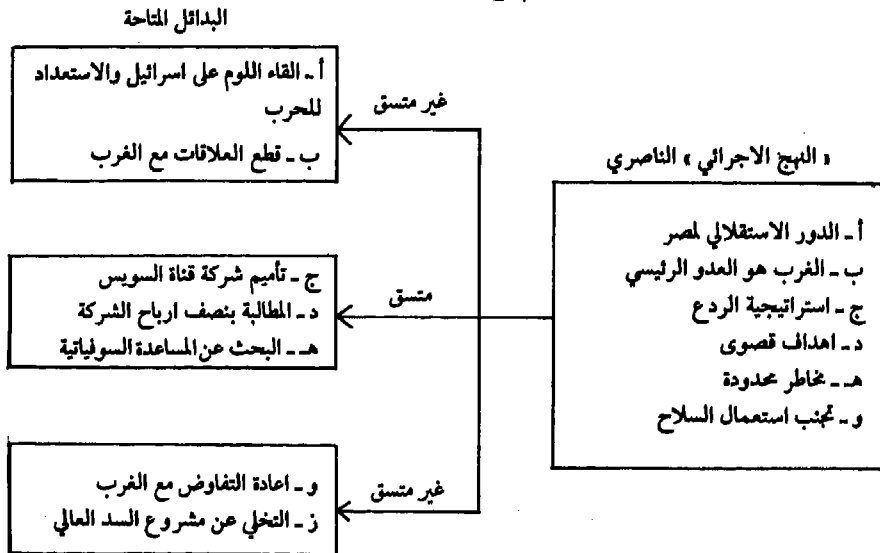 البدائل المتاحة
أ ـ القاء اللوم على اسرائيل والاستعداد
للحرب
ب ـ قطع العلاقات مع الغرب
غير متسق
« النهج الاجرائي » الناصري
أ ـ الدور الاستقلالي لمصر
ب ـ الغرب هو العدو الرئيسي
ج ـ استراتيجية الردع
د ـ اهداف قصوى
هـ ـ مخاطر محدودة
و ـ تجنب استعمال السلاح
ج ـ تأميم شركة قناة السويس
د ـ المطالبة بنصف ارباح الشركة
هـ ـ البحث عن المساعدة السوفياتية
متسق
و ـ اعادة التفاوض مع الغرب
ز ـ التخلي عن مشروع السد العالي
غير متسق